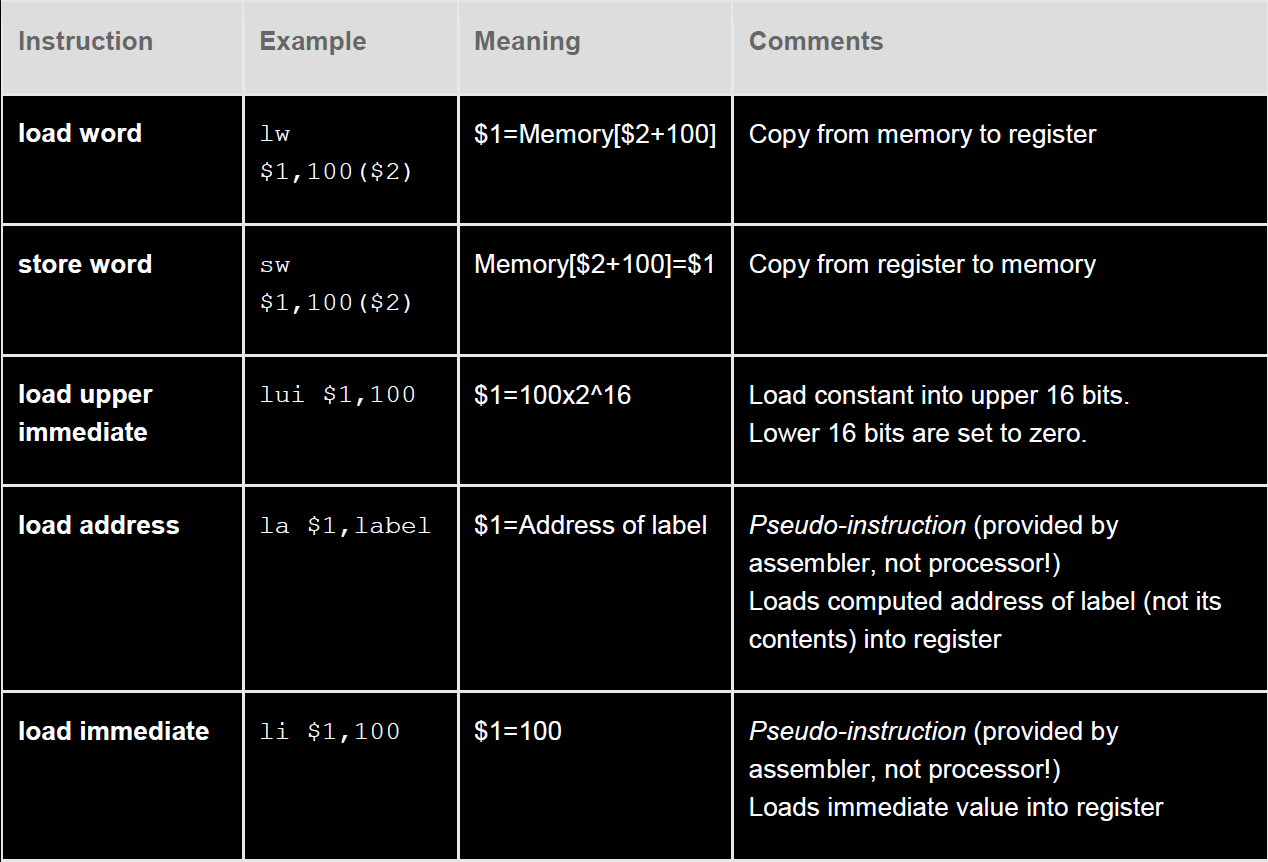 Instruction Example Meaning Comments
load word lw $1=Memory[$2+100] Copy from memory to register
$1,100($2)
store word sw Memory[$2+100]=$1 Copy from register to memory
$1,100($2)
load upper lui $1,100 $1=100x2^16 Load constant into upper 16 bits.
immediate Lower 16 bits are set to zero.
load address la $1,label $1=Address of label Pseudo-instruction (provided by
assembler, not processor!)
Loads computed address of label (not its
contents) into register
load immediate li $1,100 $1=100 Pseudo-instruction (provided by
assembler, not processor!)
Loads immediate value into register